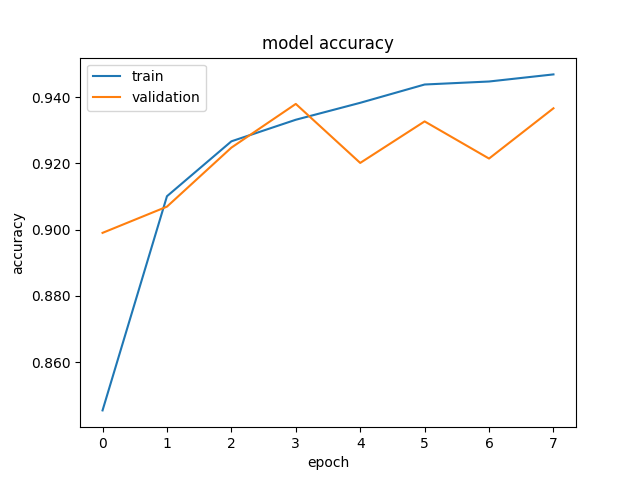 model accuracy
train
validation
0.940
0.920
0.900
0.880
0.860
accuracy
0 1 2 3 4 5 6 7
epoch